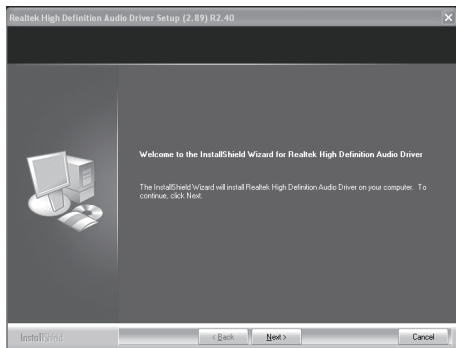 Realtek High Definition Audio Driver Setup (2.89) R2.40
Welcome to the InstallShield Wizard for Realtek High Definition Audio Driver
The InstallShield Wizard will install Realtek High Definition Audio Driver on your computer. To
continue, click Next.
InstallShield
< Back
Next >
Cancel